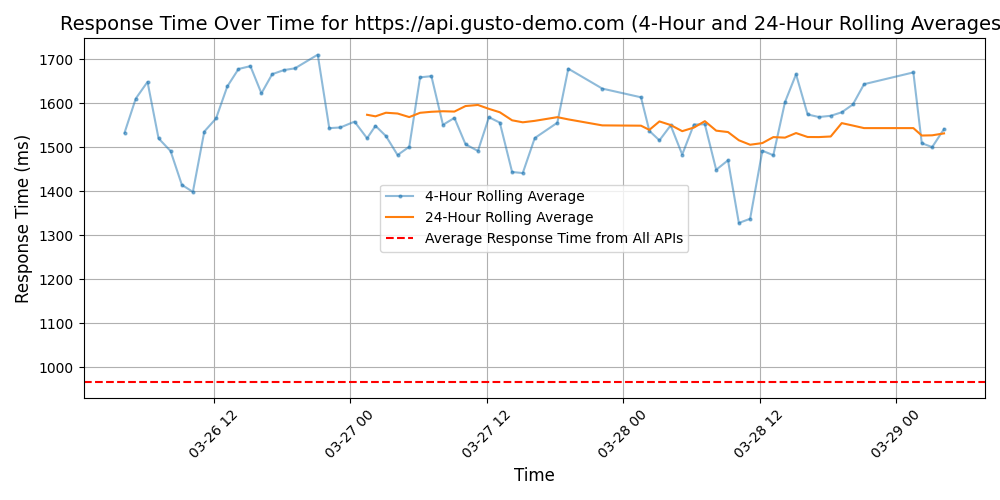 Response Time Over Time for https://api.gusto-demo.com (4-Hour and 24-Hour Rolling Averages
Response Time (ms)
1700
1600
1500
1400
1300
1200
1100
1000
4-Hour Rolling Average
24-Hour Rolling Average
Average Response Time from All APIs
03-26 12
03-27 00
03-27 12
03-28 00
03-28 12
03-29 00
Time